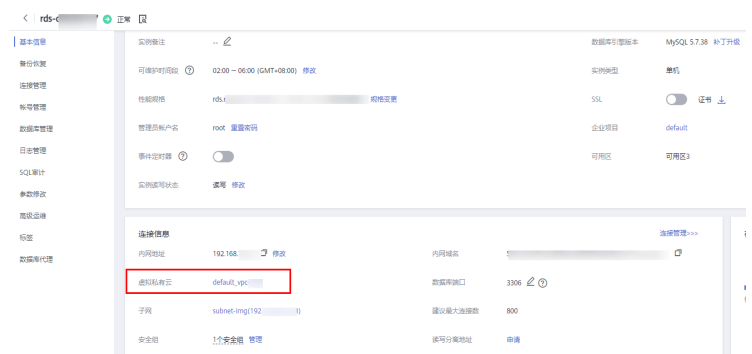 rds- 正常
基本信息
备份恢复
连接管理
帐号管理
数据库管理
日志管理
SQL审计
参数修改
高级运维
标签
数据库代理
实例备注 --
数据库引擎版本 MySQL 5.7.38 补丁升级
可维护时间段 02:00 – 06:00 (GMT+08:00) 修改
实例类型 单机
性能规格 rds. 规格变更
SSL 证书
管理员账户名 root 重置密码
企业项目 default
事件定时器
可用区 可用区3
实例读写状态 读写 修改
连接信息 连接管理>>>
内网地址 192.168. 修改
内网域名
虚拟私有云 default_vpc
数据库端口 3306
子网 subnet-img(192
建议最大连接数 800
安全组 1个安全组 管理
读写分离地址 申请